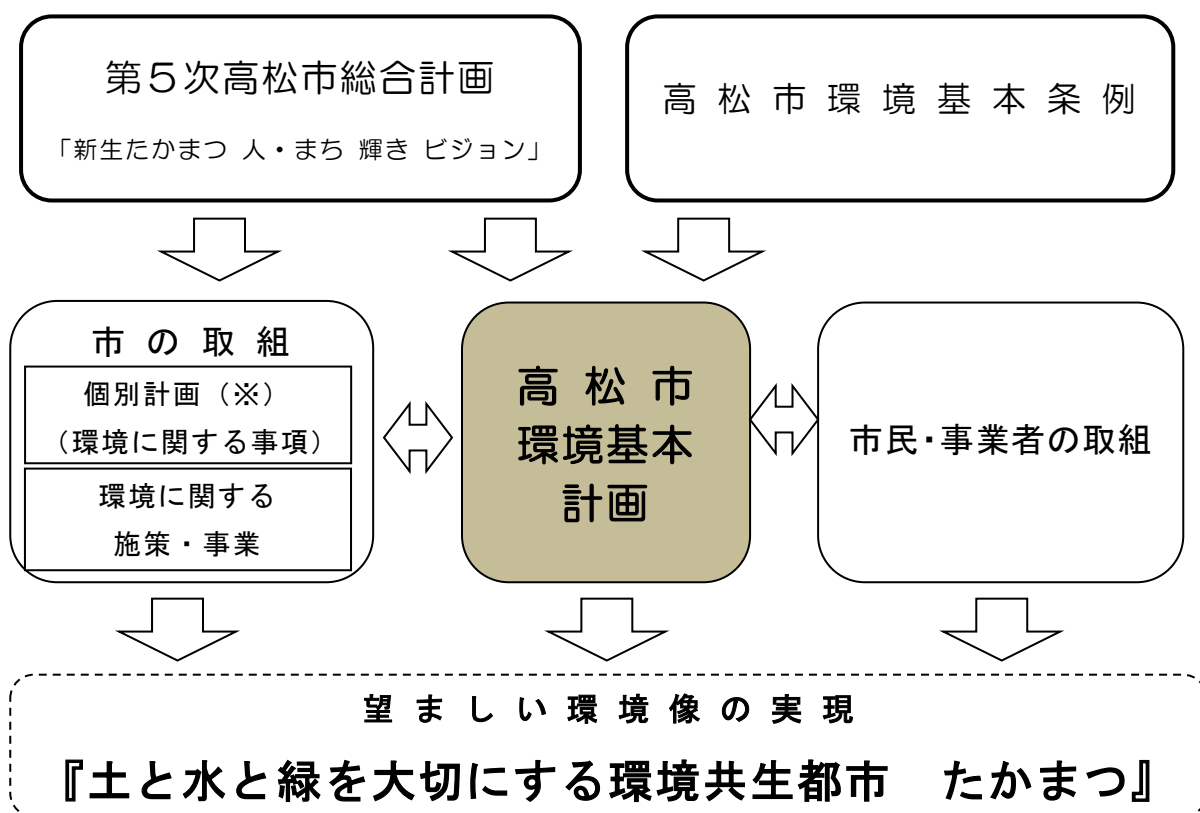 第５次高松市総合計画
「新生たかまつ 人・まち 輝き ビジョン」
高松市環境基本条例
市の取組
個別計画（※）
（環境に関する事項）
環境に関する
施策・事業
高松市
環境基本
計画
市民・事業者の取組
望ましい環境像の実現
『土と水と緑を大切にする環境共生都市　たかまつ』